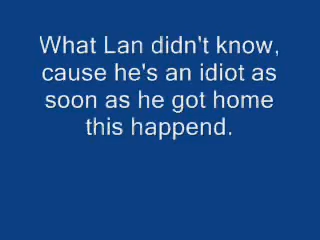 What Lan didn't know,
cause he's an idiot as
soon as he got home
this happend.